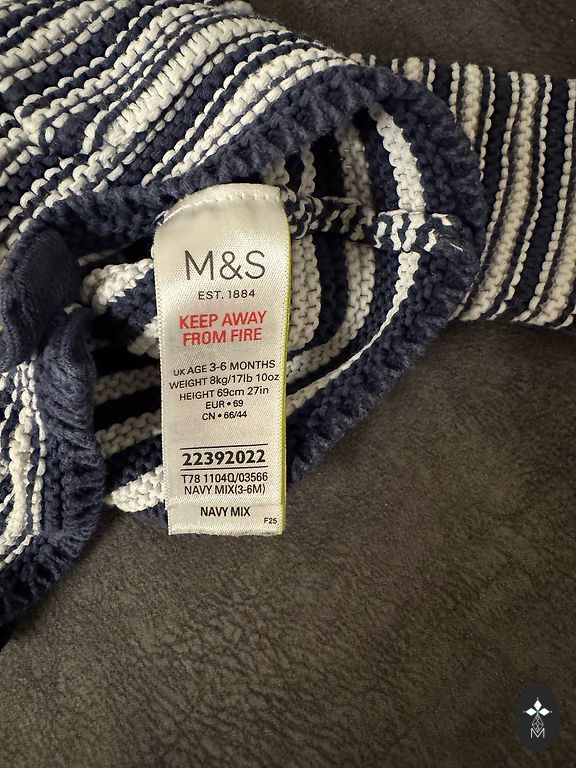 M&S
EST. 1884
KEEP AWAY
FROM FIRE
UK AGE 3-6 MONTHS
WEIGHT 8kg/17lb 10oz
HEIGHT 69cm 27in
EUR • 69
CN • 66/44
22392022
T78 1104Q/03566
NAVY MIX(3-6M)
NAVY MIX
F25
M